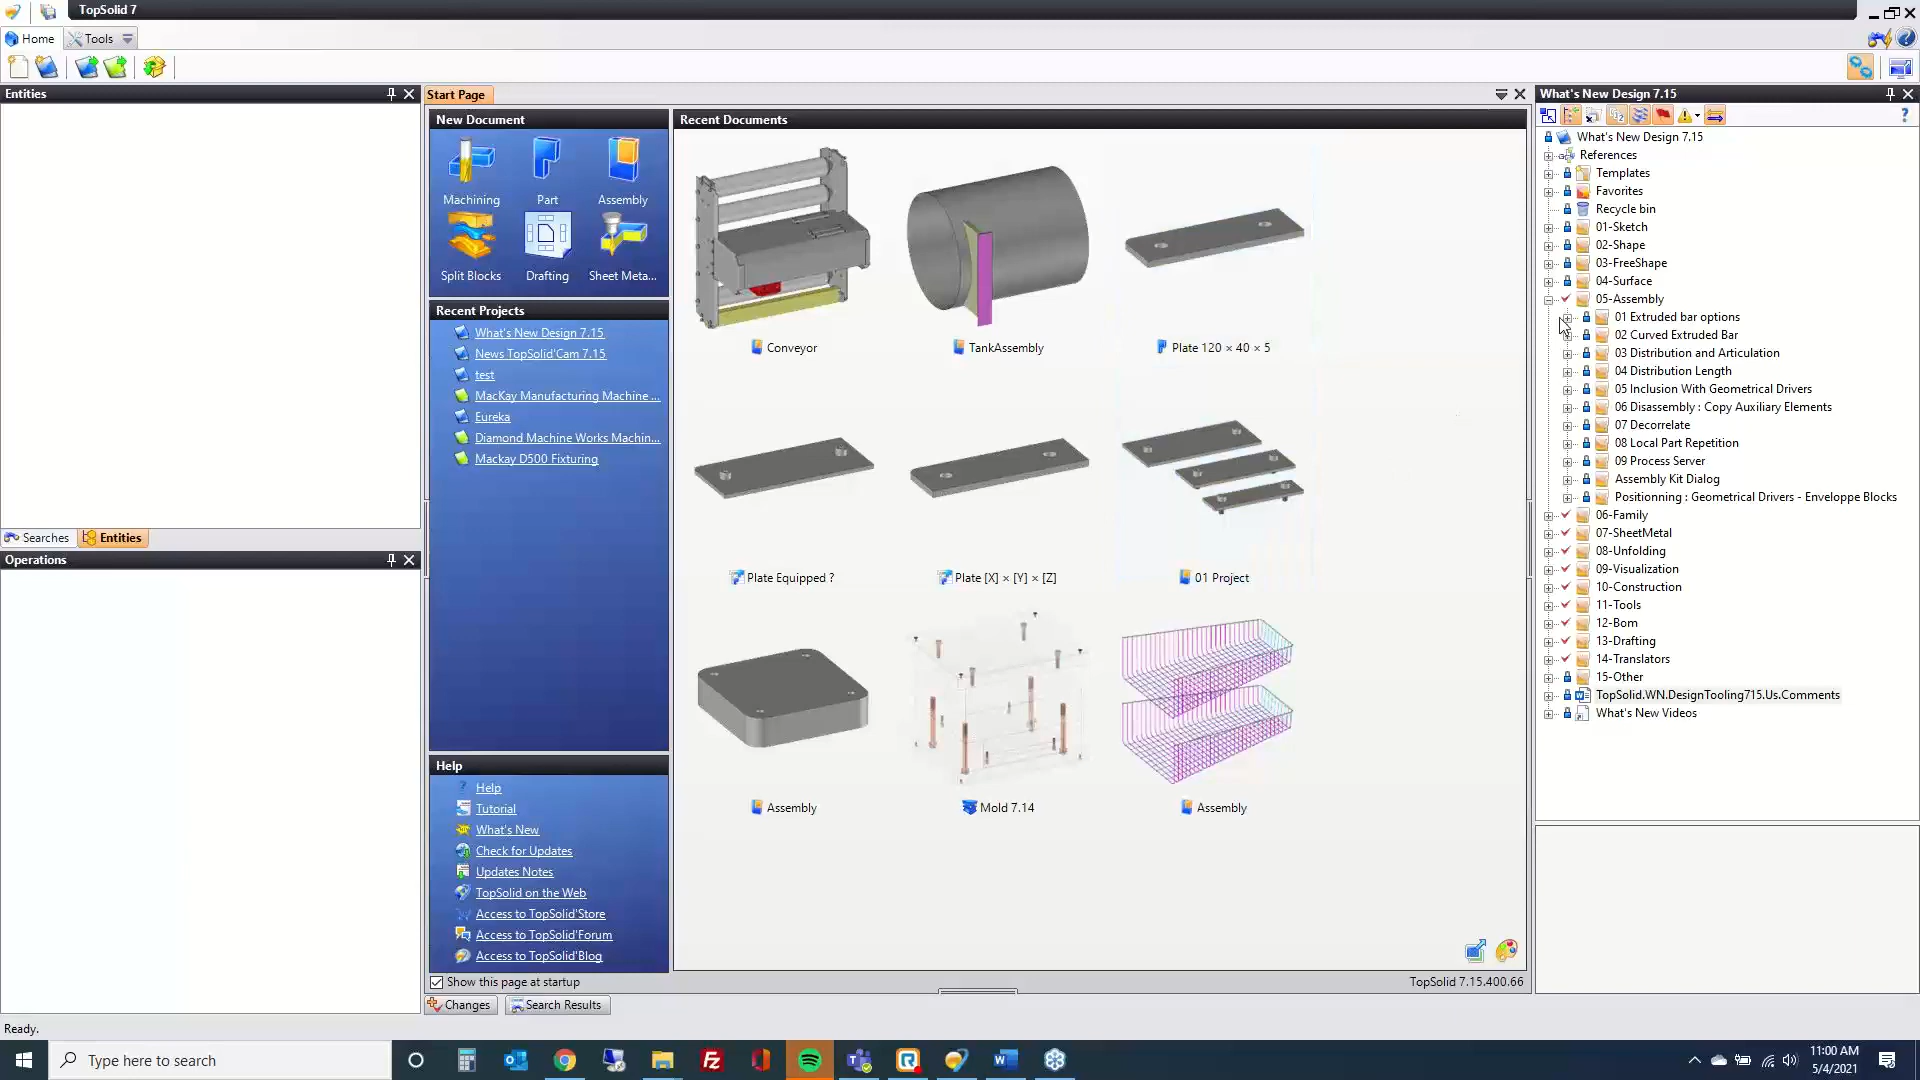 TopSolid 7
Home
Tools
Entities
Searches
Entities
Operations
Start Page
New Document
Machining
Part
Assembly
Split Blocks
Drafting
Sheet Meta...
Recent Projects
What's New Design 7.15
News TopSolid'Cam 7.15
test
MacKay Manufacturing Machine ...
Eureka
Diamond Machine Works Machin...
Mackay D500 Fixturing
Help
Help
Tutorial
What's New
Check for Updates
Updates Notes
TopSolid on the Web
Access to TopSolid'Store
Access to TopSolid'Forum
Access to TopSolid'Blog
Show this page at startup
Recent Documents
Conveyor
TankAssembly
Plate 120 × 40 × 5
Plate Equipped ?
Plate [X] × [Y] × [Z]
01 Project
Assembly
Mold 7.14
Assembly
TopSolid 7.15.400.66
Changes
Search Results
What's New Design 7.15
What's New Design 7.15
References
Templates
Favorites
Recycle bin
01-Sketch
02-Shape
03-FreeShape
04-Surface
05-Assembly
01 Extruded bar options
02 Curved Extruded Bar
03 Distribution and Articulation
04 Distribution Length
05 Inclusion With Geometrical Drivers
06 Disassembly : Copy Auxiliary Elements
07 Decorrelate
08 Local Part Repetition
09 Process Server
Assembly Kit Dialog
Positionning : Geometrical Drivers - Enveloppe Blocks
06-Family
07-SheetMetal
08-Unfolding
09-Visualization
10-Construction
11-Tools
12-Bom
13-Drafting
14-Translators
15-Other
TopSolid.WN.DesignTooling715.Us.Comments
What's New Videos
Ready.
Type here to search
11:00 AM
5/4/2021